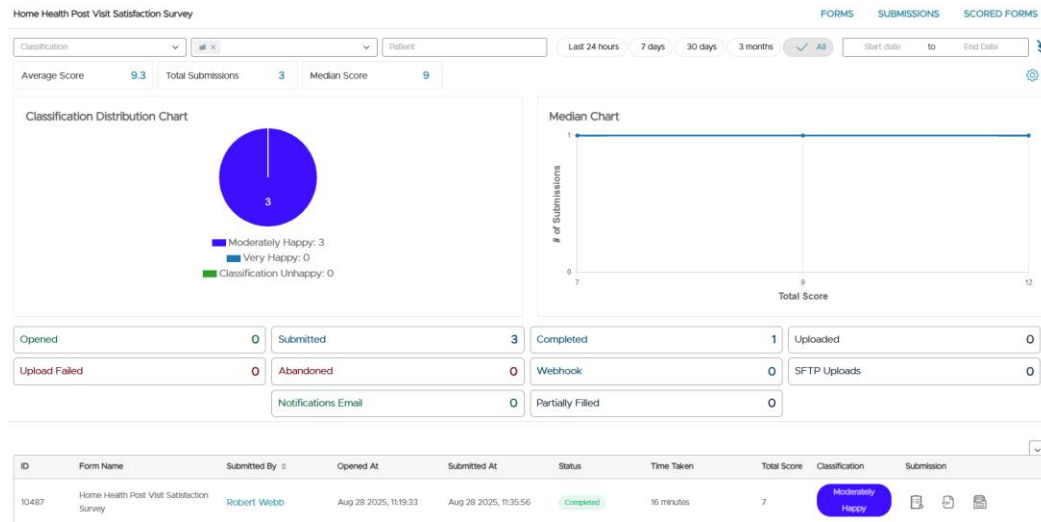 Home Health Post Visit Satisfaction Survey
FORMS SUBMISSIONS SCORED FORMS
Classification all × Patient Last 24 hours 7 days 30 days 3 months All Start date to End Date
Average Score 9.3 Total Submissions 3 Median Score 9
Classification Distribution Chart
3
Moderately Happy: 3
Very Happy: 0
Classification Unhappy: 0
Median Chart
1
# of Submissions
0
7 9 12
Total Score
Opened 0 Submitted 3 Completed 1 Uploaded 0
Upload Failed 0 Abandoned 0 Webhook 0 SFTP Uploads 0
Notifications Email 0 Partially Filled 0
ID Form Name Submitted By Opened At Submitted At Status Time Taken Total Score Classification Submission
10487 Home Health Post Visit Satisfaction Survey Robert Webb Aug 28 2025, 11:19:33 Aug 28 2025, 11:35:56 Completed 16 minutes 7 Moderately Happy